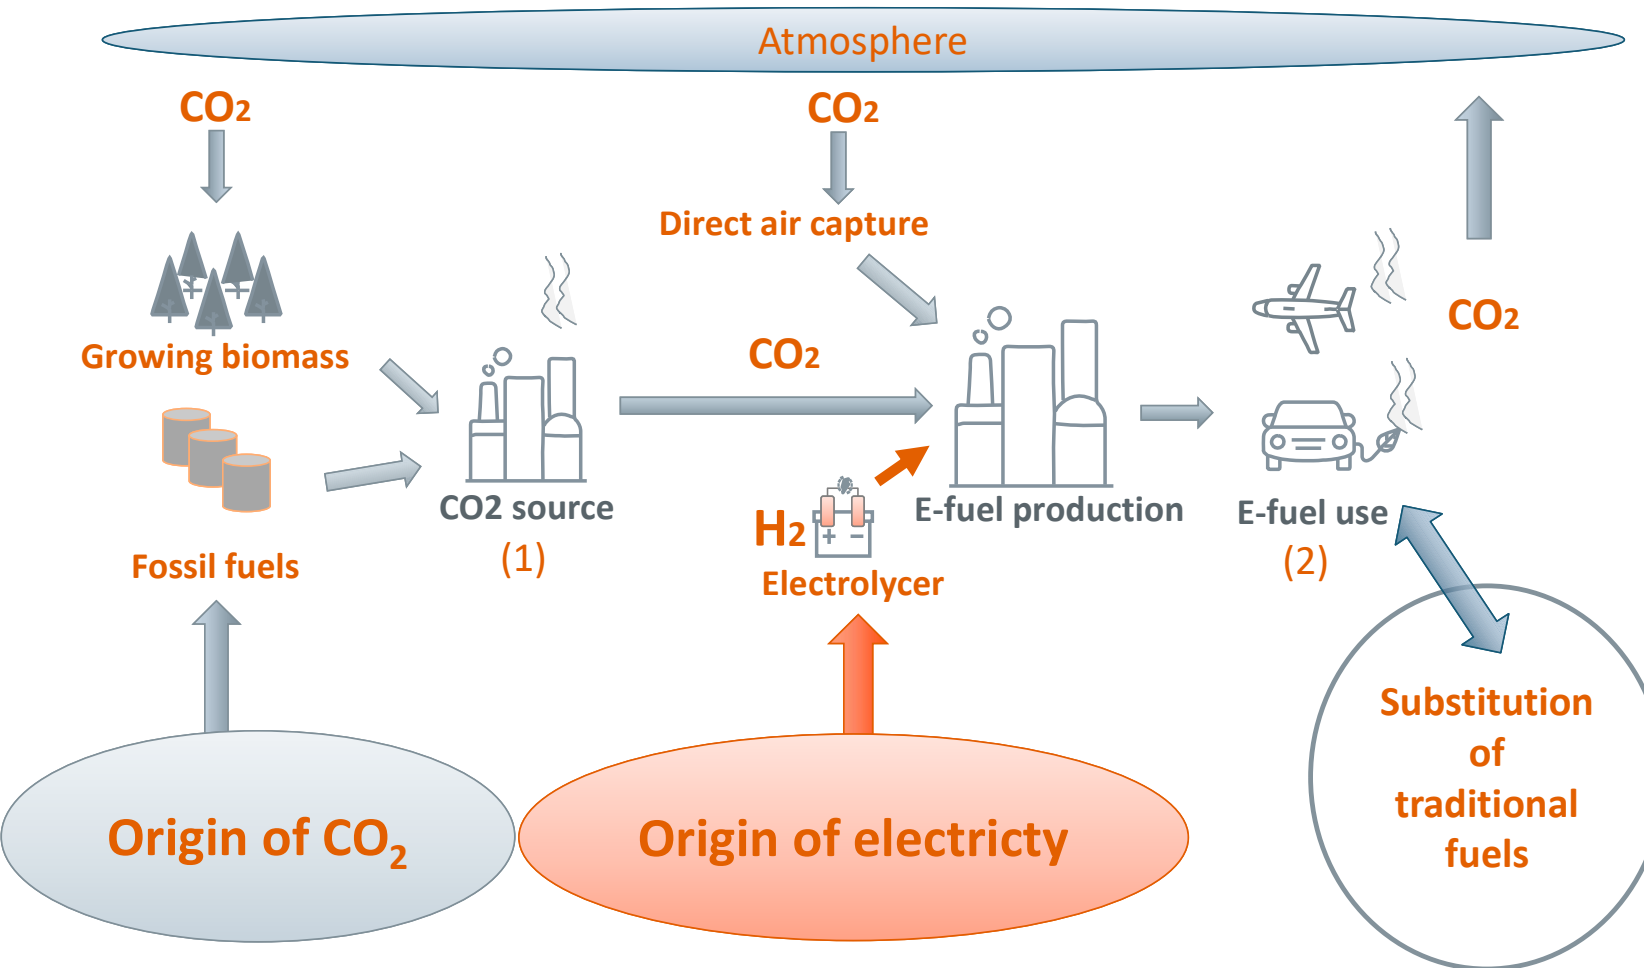 Atmosphere
CO2
CO2
Direct air capture
Growing biomass
CO2
CO2
CO2 source
(1)
Fossil fuels
H2
+ −
Electrolycer
E-fuel production
E-fuel use
(2)
Origin of CO2
Origin of electricty
Substitution
of
traditional
fuels